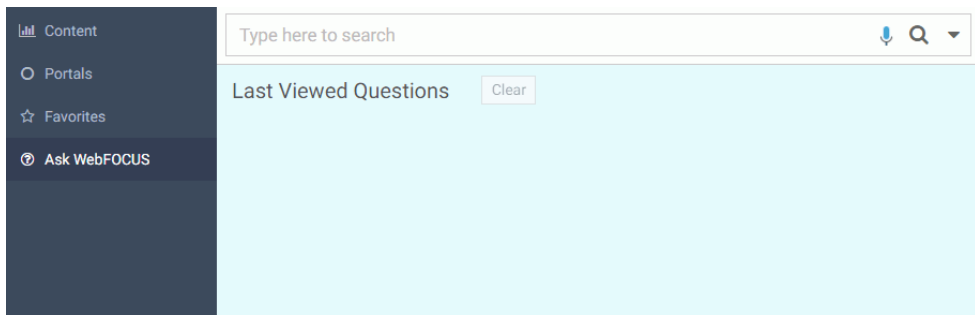 Content
Portals
Favorites
Ask WebFOCUS
Type here to search
Last Viewed Questions Clear